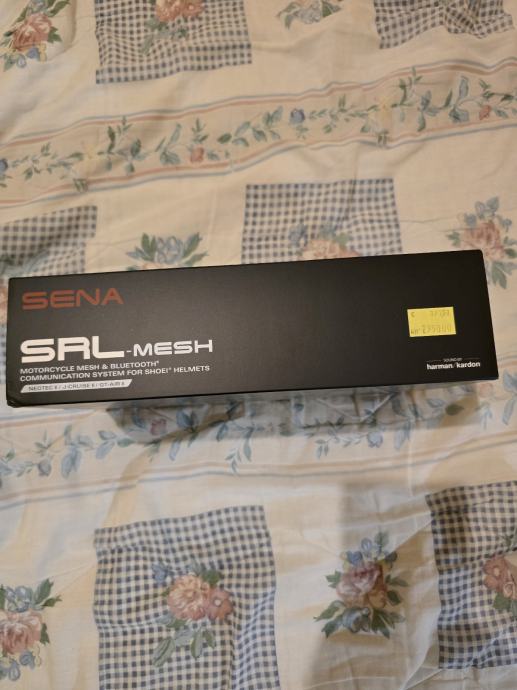 SENA
SRL-MESH
MOTORCYCLE MESH & BLUETOOTH®
COMMUNICATION SYSTEM FOR SHOEI® HELMETS
NEOTEC II / J-CRUISE II / GT-AIR II
SOUND BY
harman/kardon